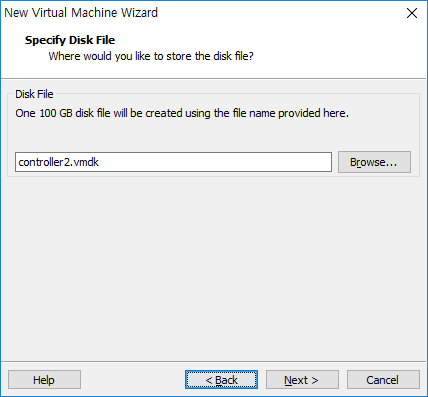 New Virtual Machine Wizard
Specify Disk File
Where would you like to store the disk file?
Disk File
One 100 GB disk file will be created using the file name provided here.
controller2.vmdk
Browse...
Help
< Back
Next >
Cancel